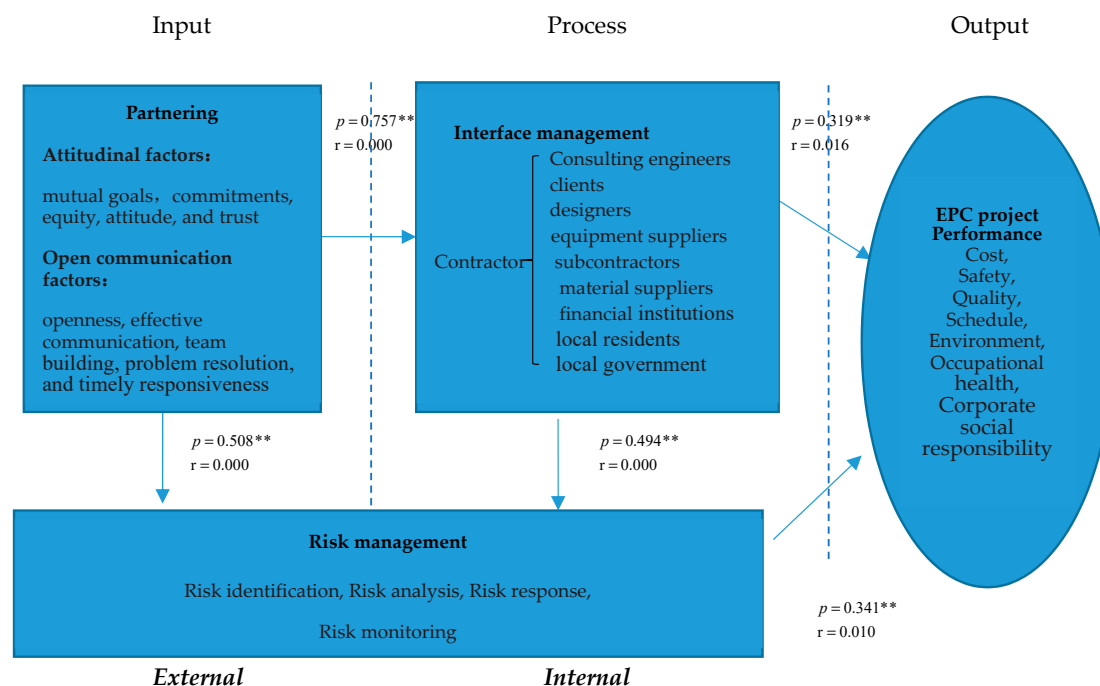 Input
Process
Output
Partnering
Attitudinal factors：
mutual goals，commitments,
equity, attitude, and trust
Open communication
factors：
openness, effective
communication, team
building, problem resolution,
and timely responsiveness
p = 0.757**
r = 0.000
Interface management
Contractor
Consulting engineers
clients
designers
equipment suppliers
subcontractors
material suppliers
financial institutions
local residents
local government
p = 0.319**
r = 0.016
EPC project
Performance
Cost,
Safety,
Quality,
Schedule,
Environment,
Occupational
health,
Corporate
social
responsibility
p = 0.508**
r = 0.000
p = 0.494**
r = 0.000
Risk management
Risk identification, Risk analysis, Risk response,
Risk monitoring
p = 0.341**
r = 0.010
External
Internal